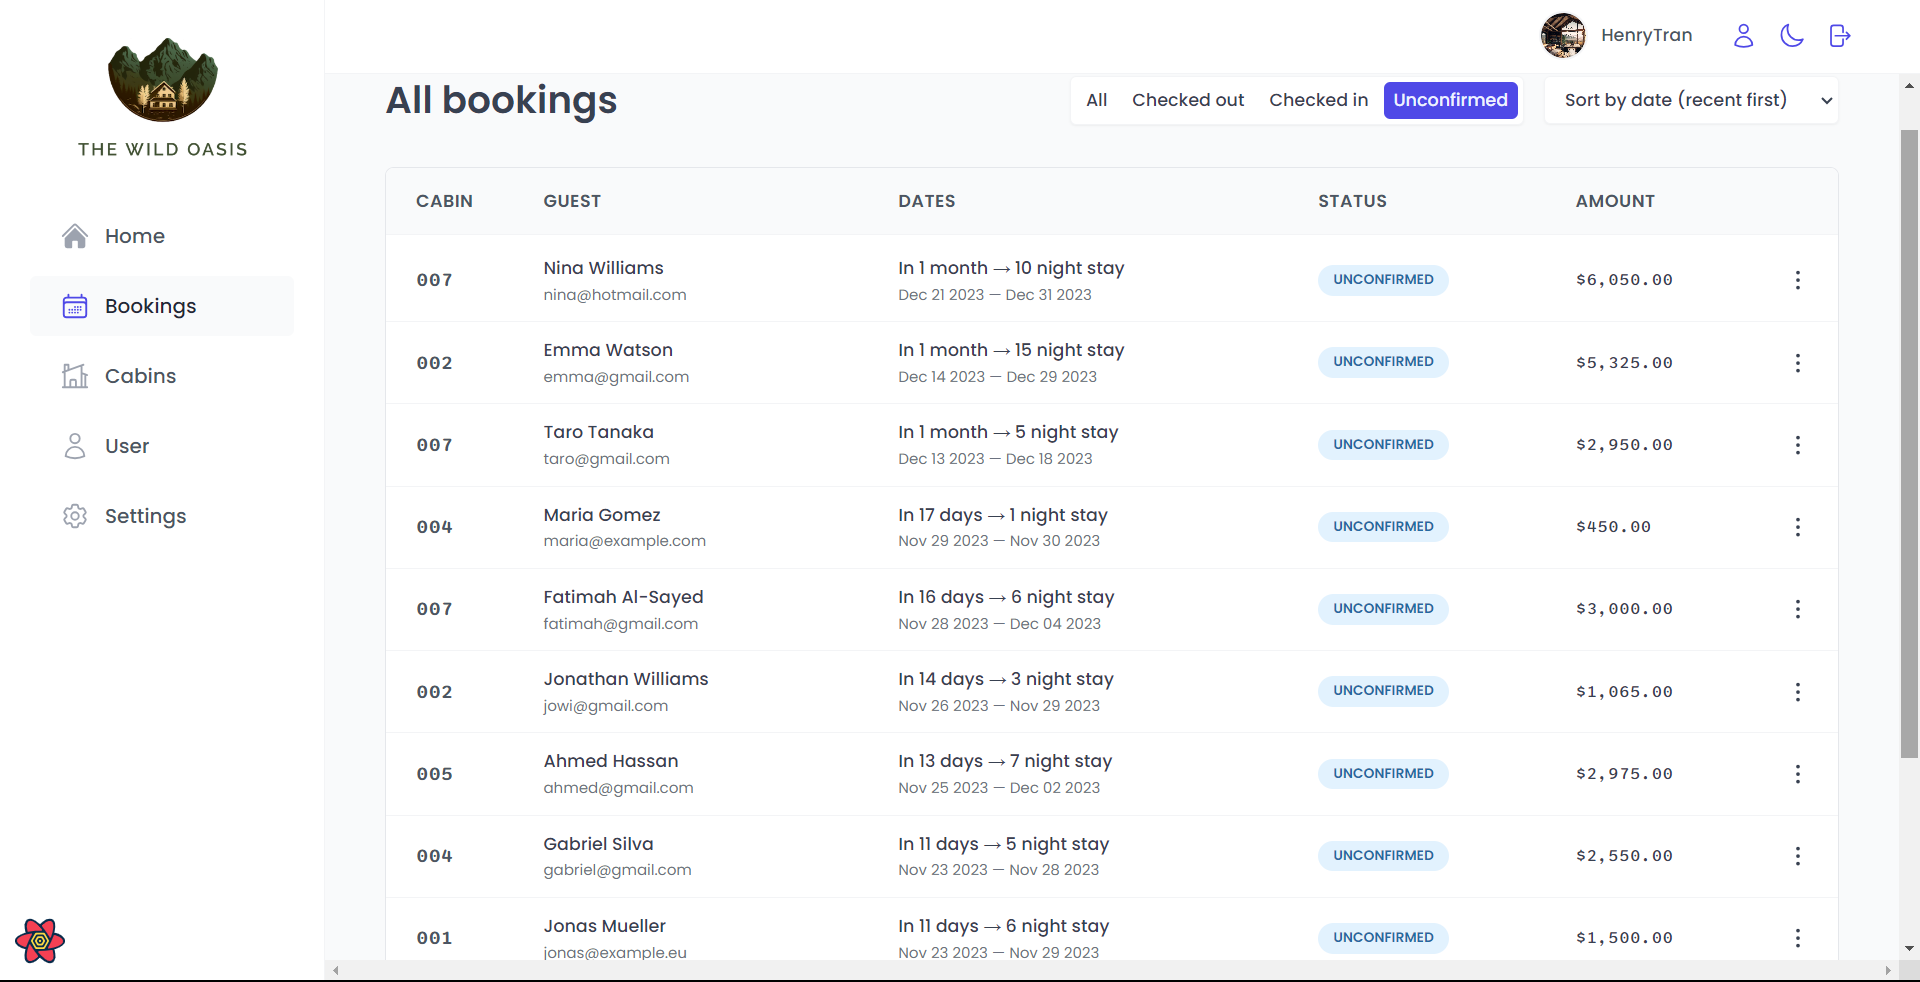 HenryTran
THE WILD OASIS
Home
Bookings
Cabins
User
Settings
All bookings
All Checked out Checked in Unconfirmed Sort by date (recent first)
CABIN GUEST DATES STATUS AMOUNT
007 Nina Williams In 1 month → 10 night stay UNCONFIRMED $6,050.00
nina@hotmail.com Dec 21 2023 — Dec 31 2023
002 Emma Watson In 1 month → 15 night stay UNCONFIRMED $5,325.00
emma@gmail.com Dec 14 2023 — Dec 29 2023
007 Taro Tanaka In 1 month → 5 night stay UNCONFIRMED $2,950.00
taro@gmail.com Dec 13 2023 — Dec 18 2023
004 Maria Gomez In 17 days → 1 night stay UNCONFIRMED $450.00
maria@example.com Nov 29 2023 — Nov 30 2023
007 Fatimah Al-Sayed In 16 days → 6 night stay UNCONFIRMED $3,000.00
fatimah@gmail.com Nov 28 2023 — Dec 04 2023
002 Jonathan Williams In 14 days → 3 night stay UNCONFIRMED $1,065.00
jowi@gmail.com Nov 26 2023 — Nov 29 2023
005 Ahmed Hassan In 13 days → 7 night stay UNCONFIRMED $2,975.00
ahmed@gmail.com Nov 25 2023 — Dec 02 2023
004 Gabriel Silva In 11 days → 5 night stay UNCONFIRMED $2,550.00
gabriel@gmail.com Nov 23 2023 — Nov 28 2023
001 Jonas Mueller In 11 days → 6 night stay UNCONFIRMED $1,500.00
jonas@example.eu Nov 23 2023 — Nov 29 2023